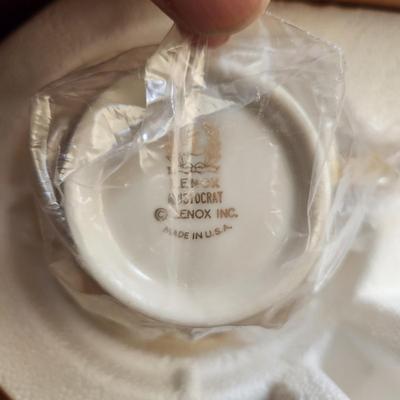 LENOX
ARISTOCRAT
© LENOX INC.
MADE IN U.S.A.